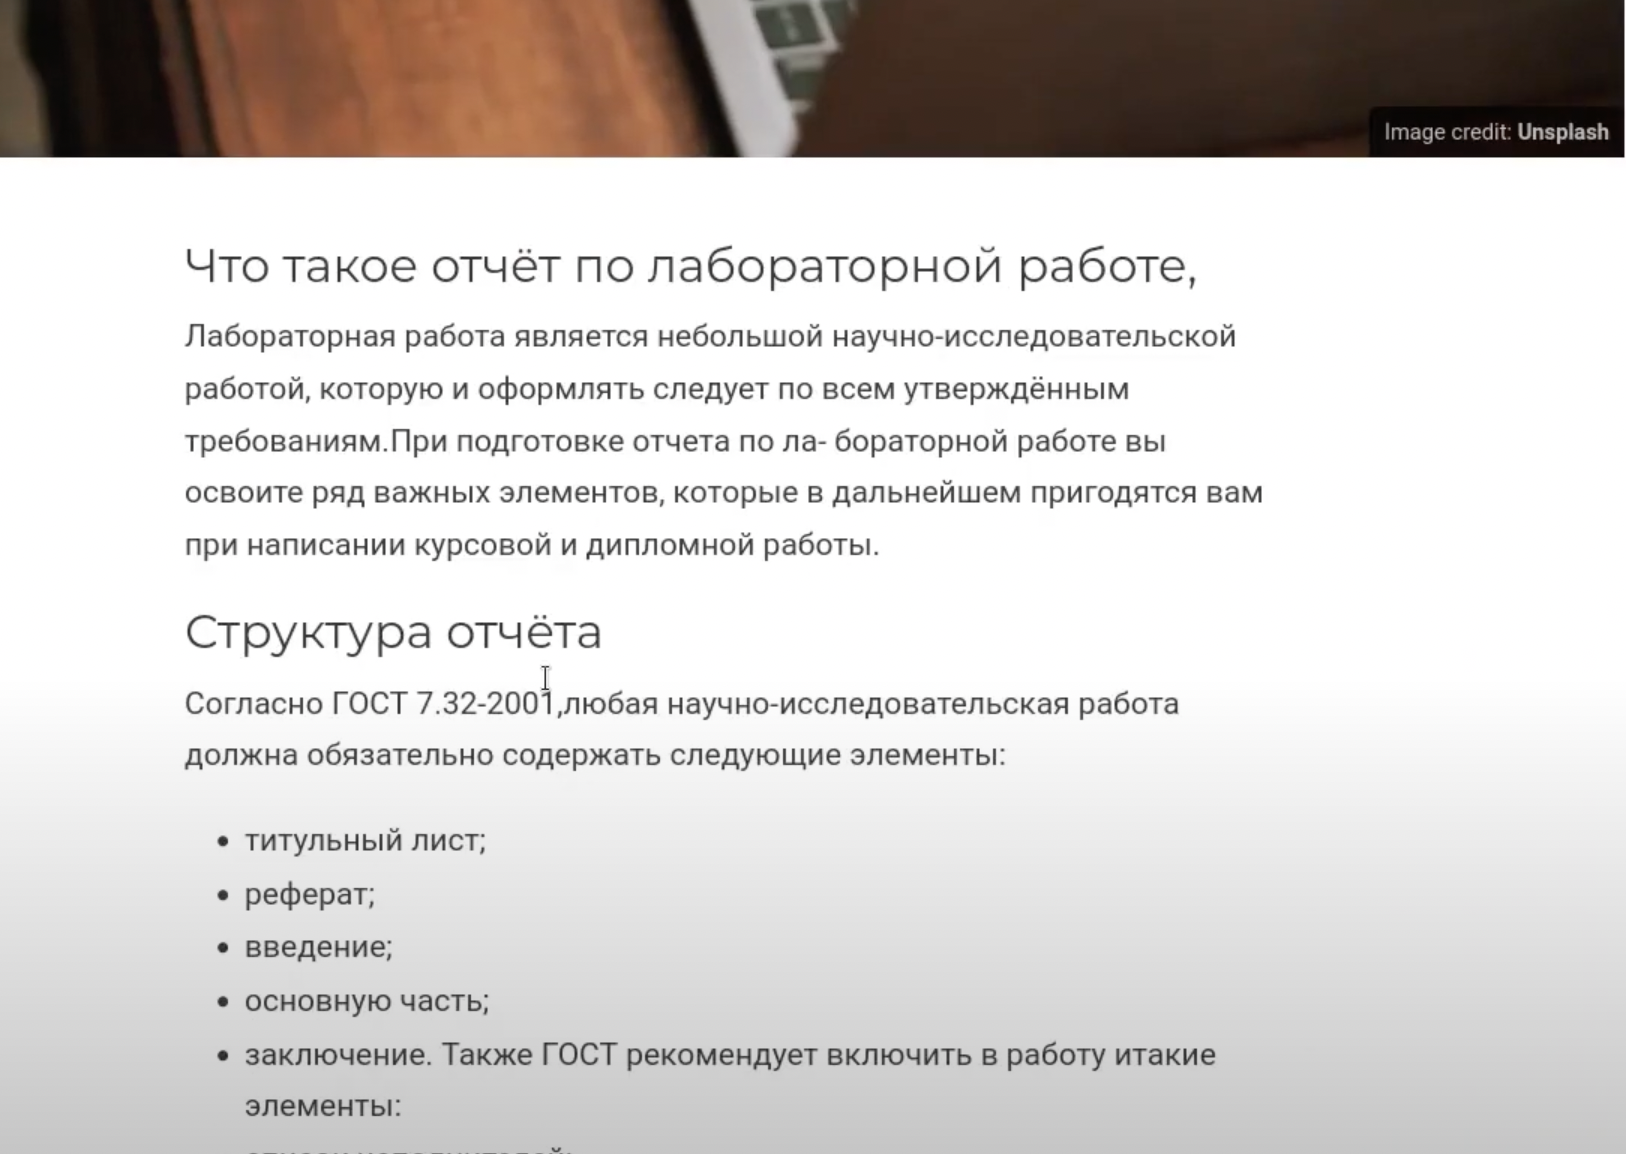 Image credit: Unsplash
Что такое отчёт по лабораторной работе,
Лабораторная работа является небольшой научно-исследовательской
работой, которую и оформлять следует по всем утверждённым
требованиям.При подготовке отчета по ла- бораторной работе вы
освоите ряд важных элементов, которые в дальнейшем пригодятся вам
при написании курсовой и дипломной работы.
Структура отчёта
Согласно ГОСТ 7.32-2001,любая научно-исследовательская работа
должна обязательно содержать следующие элементы:
• титульный лист;
• реферат;
• введение;
• основную часть;
• заключение. Также ГОСТ рекомендует включить в работу итакие
элементы: